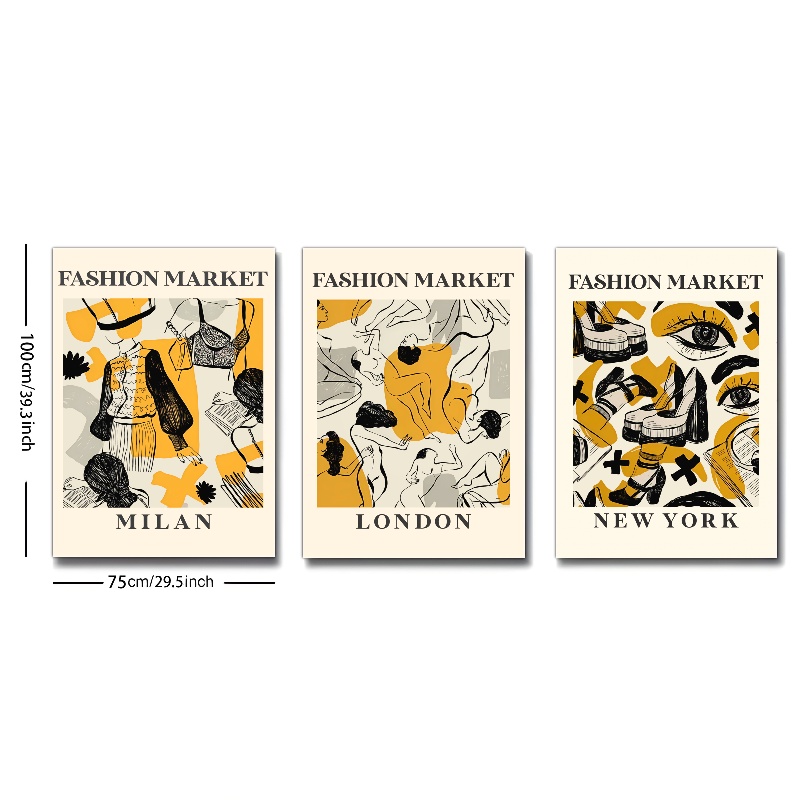 100cm/39.3inch
FASHION MARKET
MILAN
FASHION MARKET
LONDON
FASHION MARKET
NEW YORK
75cm/29.5inch